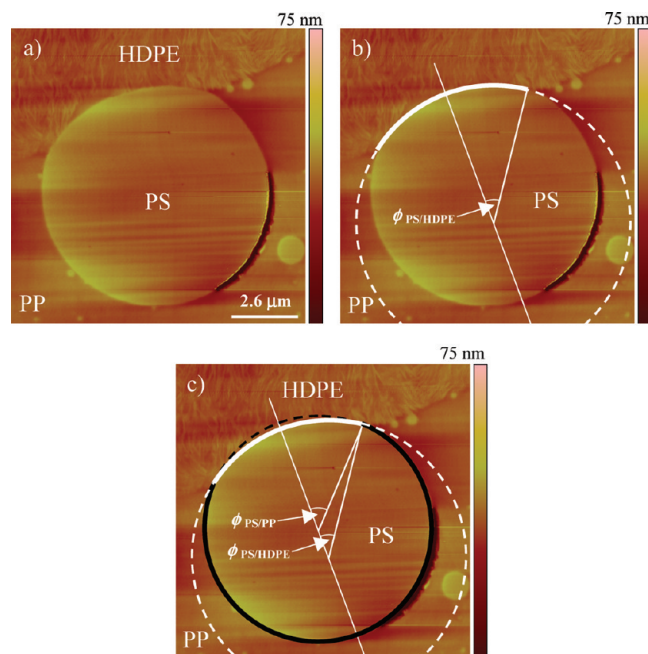 75 nm
a)
HDPE
PS
PP
2.6 μm
75 nm
b)
ϕ PS/HDPE
PS
PP
75 nm
c)
HDPE
ϕ PS/PP
ϕ PS/HDPE
PS
PP